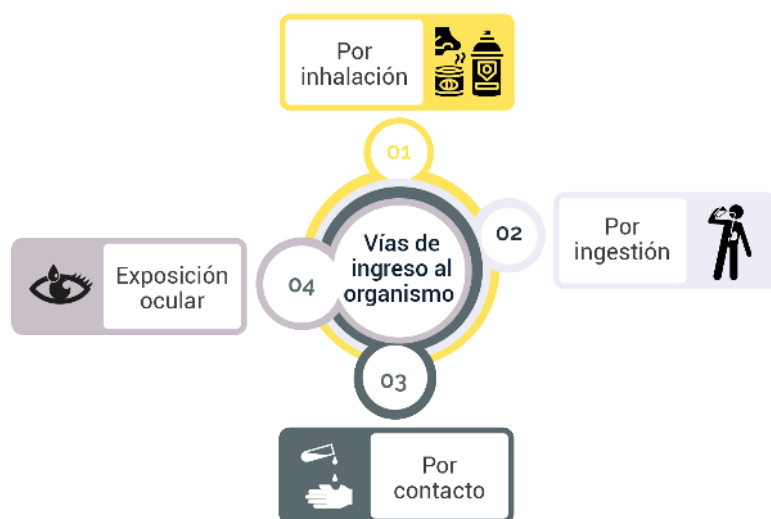 Por
inhalación
01
Vías de
ingreso al
organismo
02
Por
ingestión
04
Exposición
ocular
03
Por
contacto